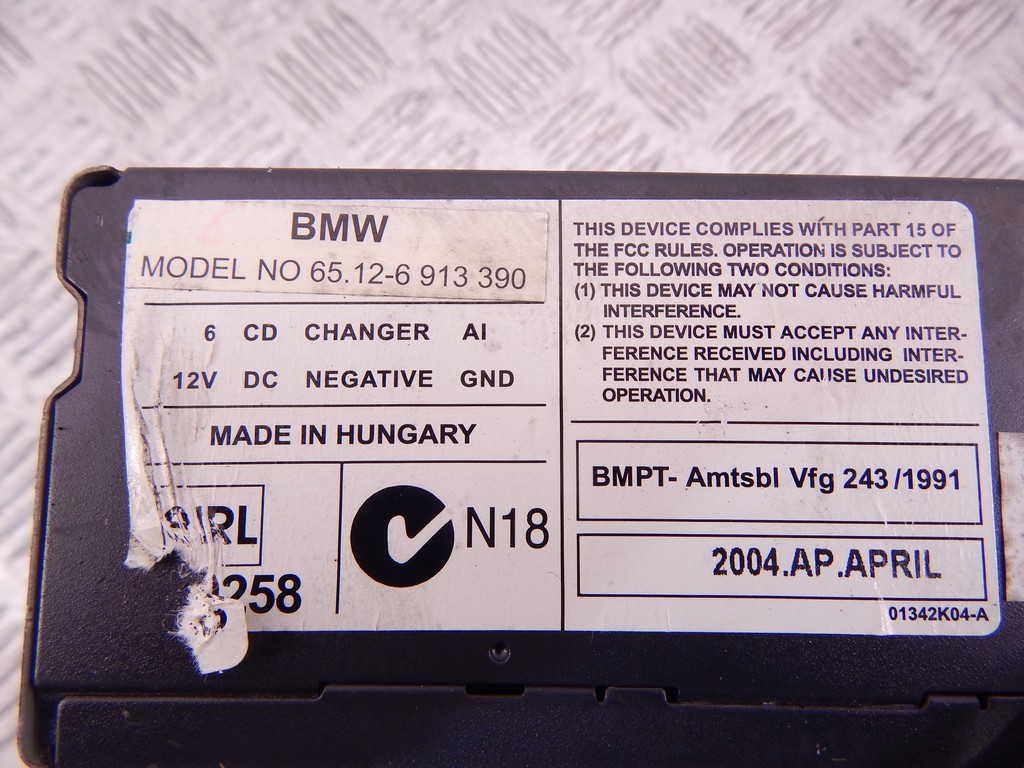 BMW
MODEL NO 65.12-6 913 390
6 CD CHANGER AI
12V DC NEGATIVE GND
MADE IN HUNGARY
N18
THIS DEVICE COMPLIES WITH PART 15 OF
THE FCC RULES. OPERATION IS SUBJECT TO
THE FOLLOWING TWO CONDITIONS:
(1) THIS DEVICE MAY NOT CAUSE HARMFUL
INTERFERENCE.
(2) THIS DEVICE MUST ACCEPT ANY INTER-
FERENCE RECEIVED INCLUDING INTER-
FERENCE THAT MAY CAUSE UNDESIRED
OPERATION.
BMPT- Amtsbl Vfg 243/1991
2004.AP.APRIL
01342K04-A